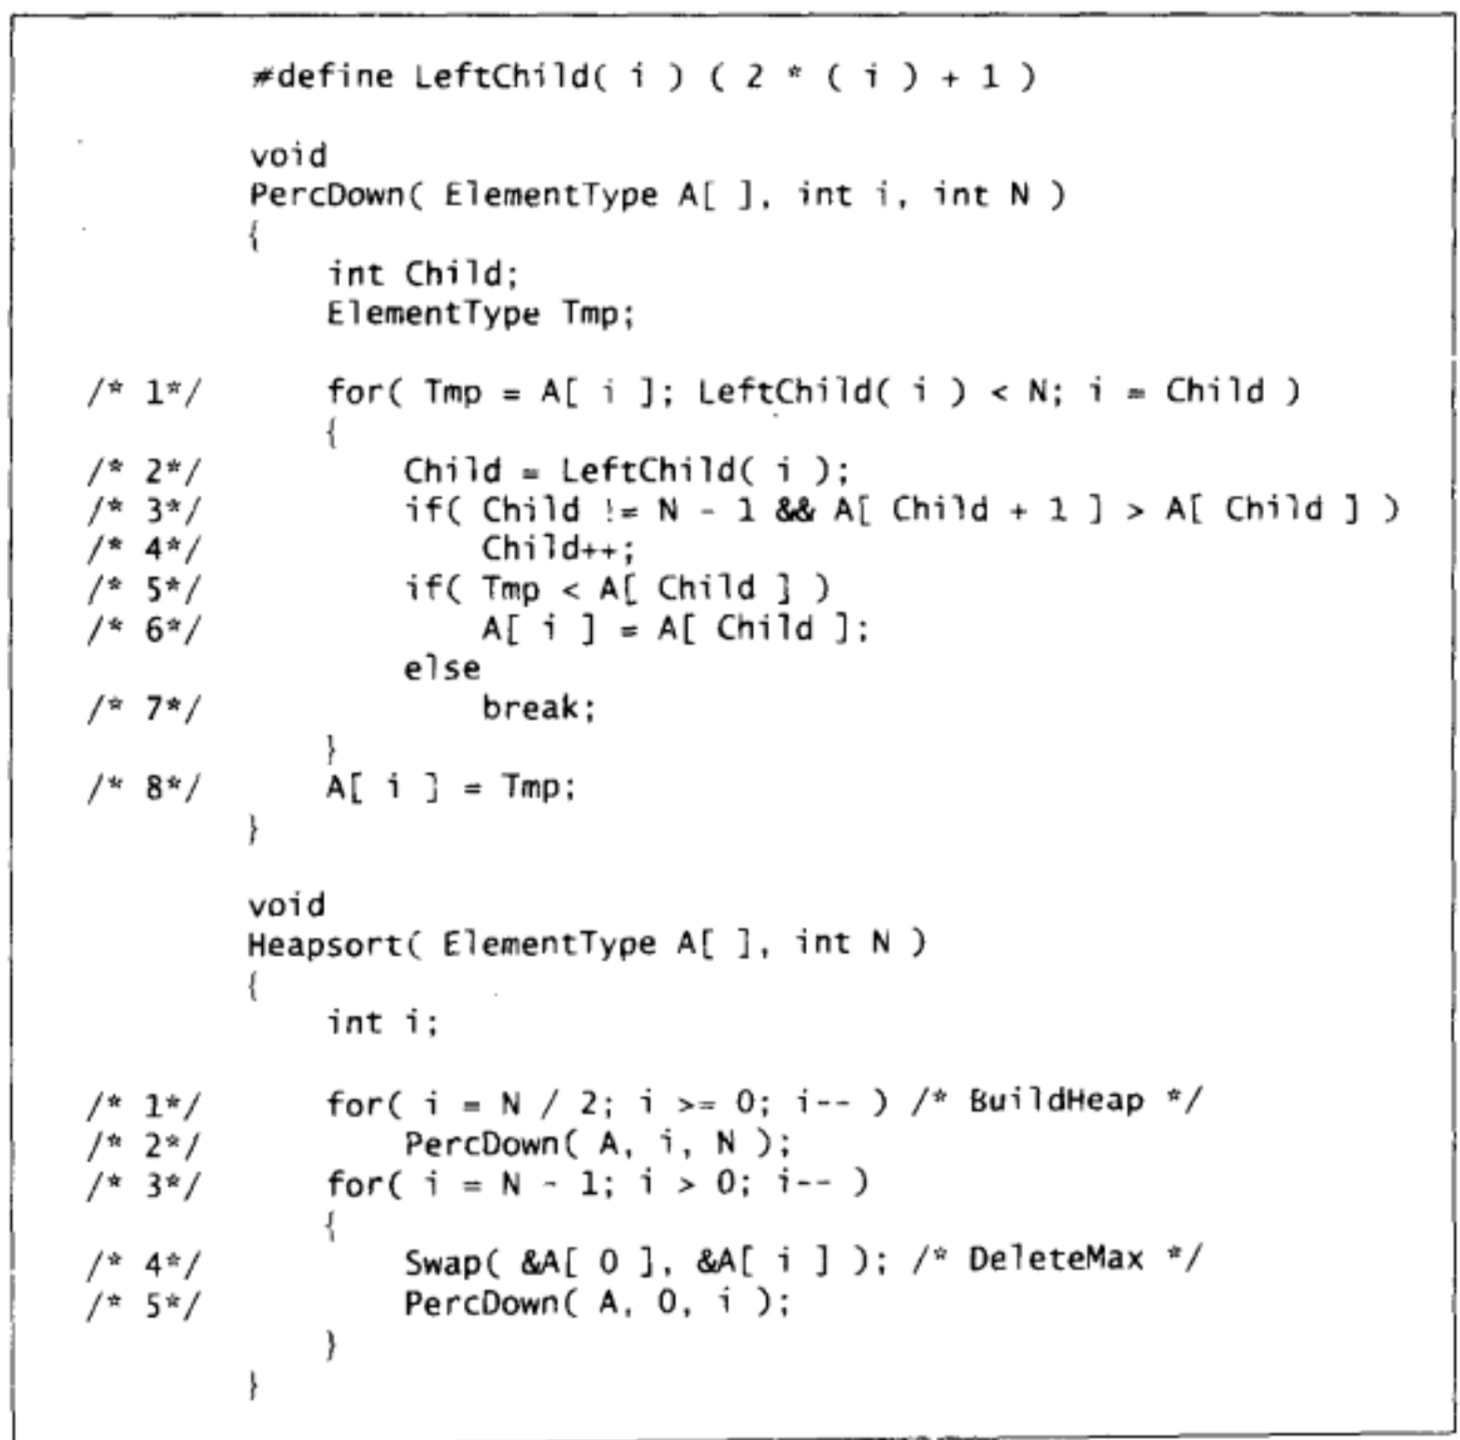 #define LeftChild( i ) ( 2 * ( i ) + 1 )
void
PercDown( ElementType A[ ], int i, int N )
{
int Child;
ElementType Tmp;
/* 1*/ for( Tmp = A[ i ]; LeftChild( i ) < N; i = Child )
{
/* 2*/ Child = LeftChild( i );
/* 3*/ if( Child != N - 1 && A[ Child + 1 ] > A[ Child ] )
/* 4*/ Child++;
/* 5*/ if( Tmp < A[ Child ] )
/* 6*/ A[ i ] = A[ Child ];
else
/* 7*/ break;
}
/* 8*/ A[ i ] = Tmp;
}
void
Heapsort( ElementType A[ ], int N )
{
int i;
/* 1*/ for( i = N / 2; i >= 0; i-- ) /* BuildHeap */
/* 2*/ PercDown( A, i, N );
/* 3*/ for( i = N - 1; i > 0; i-- )
{
/* 4*/ Swap( &A[ 0 ], &A[ i ] ); /* DeleteMax */
/* 5*/ PercDown( A, 0, i );
}
}